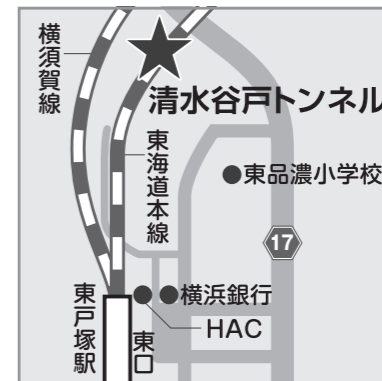 横須賀線
清水谷戸トンネル
東海道本線
●東品濃小学校
17
●横浜銀行
HAC
東戸塚駅
東口